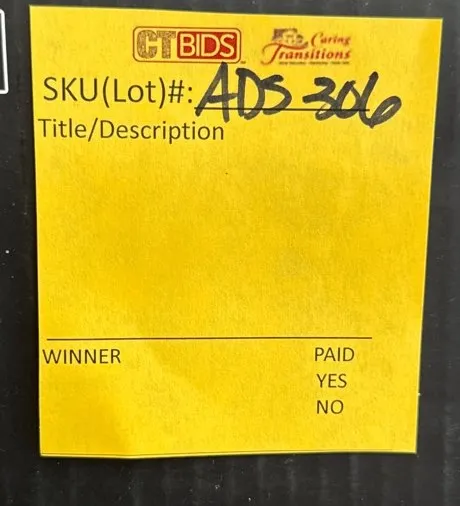 CTBIDS
Caring Transitions
SKU(Lot)#: ADS 306
Title/Description
WINNER PAID
YES
NO